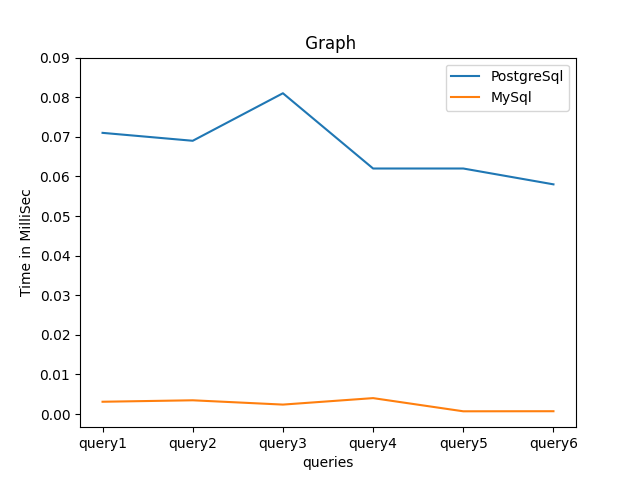 Graph
PostgreSql
MySql
Time in MilliSec
0.09
0.08
0.07
0.06
0.05
0.04
0.03
0.02
0.01
0.00
query1 query2 query3 query4 query5 query6
queries